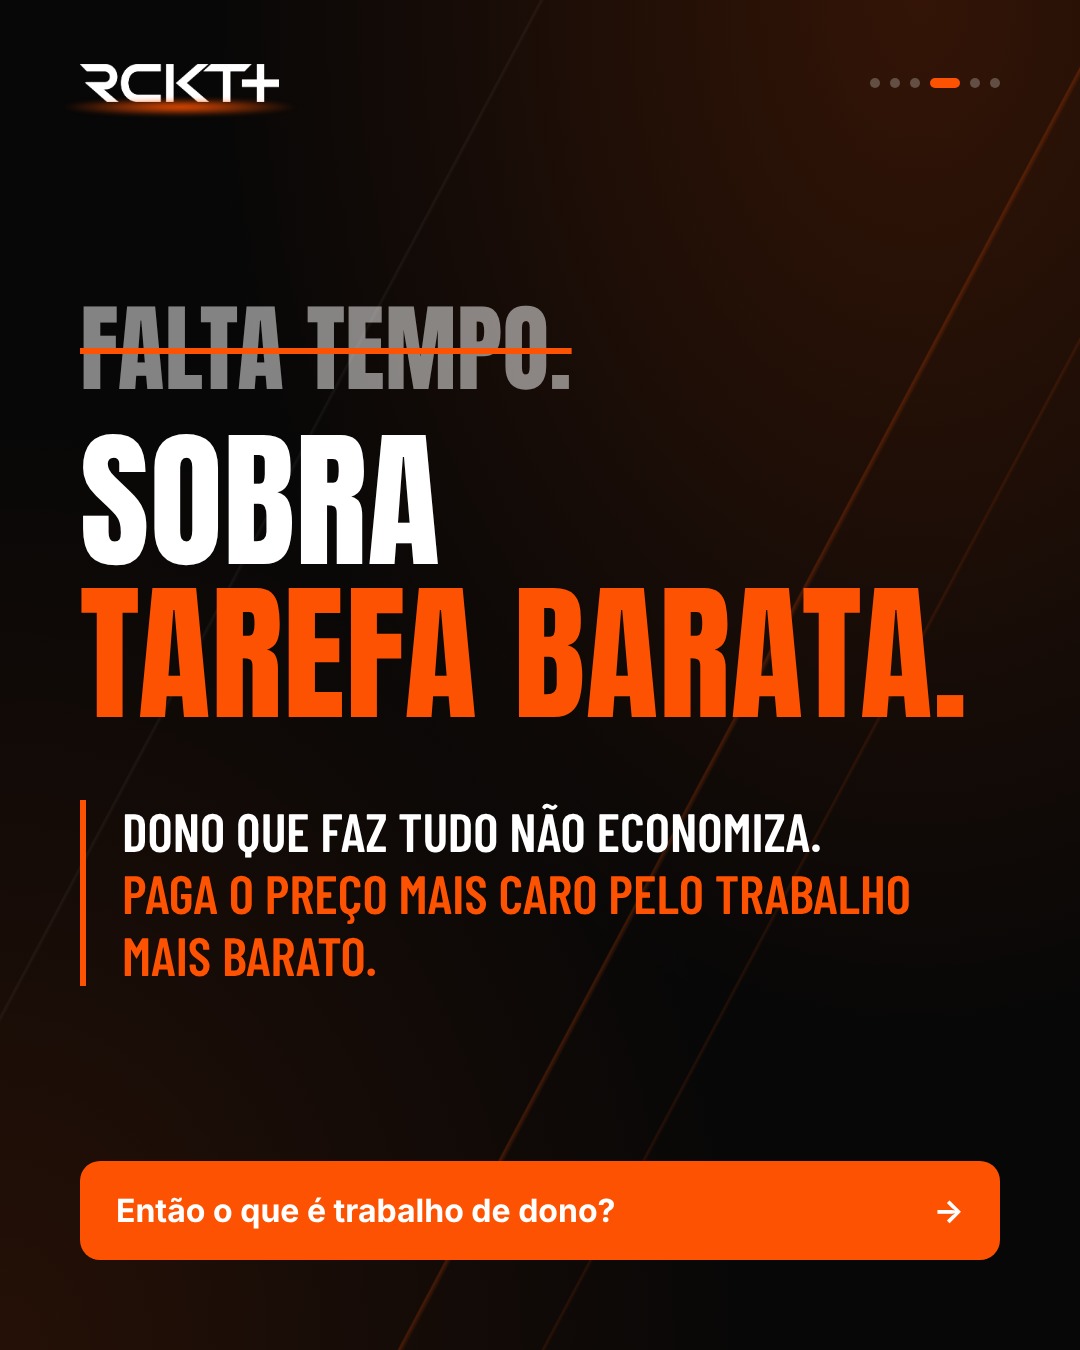 RCKT+
FALTA TEMPO.
SOBRA
TAREFA BARATA.
DONO QUE FAZ TUDO NÃO ECONOMIZA.
PAGA O PREÇO MAIS CARO PELO TRABALHO
MAIS BARATO.
Então o que é trabalho de dono? →